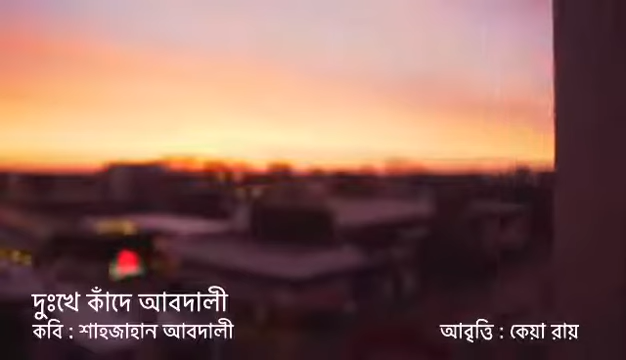 দুঃখে কাঁদে আবদালী
কবি : শাহজাহান আবদালী
আবৃত্তি : কেয়া রায়